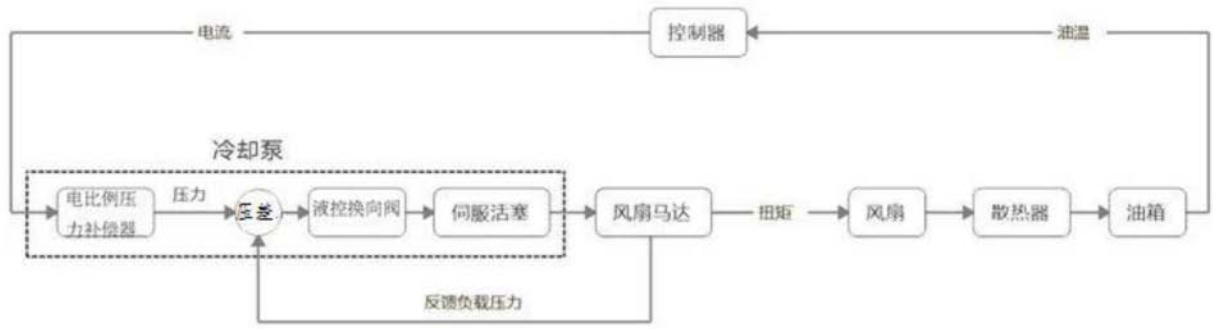 电流
控制器
油温
冷却泵
电比例压
力补偿器
压力
压差
液控换向阀
伺服活塞
风扇马达
扭矩
风扇
散热器
油箱
反馈负载压力